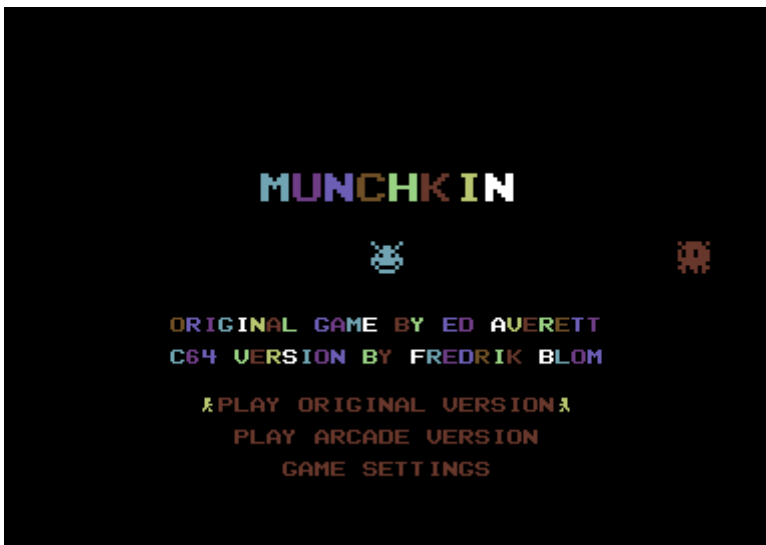 MUNCHKIN
ORIGINAL GAME BY ED AVERETT
C64 VERSION BY FREDRIK BLOM
PLAY ORIGINAL VERSION
PLAY ARCADE VERSION
GAME SETTINGS